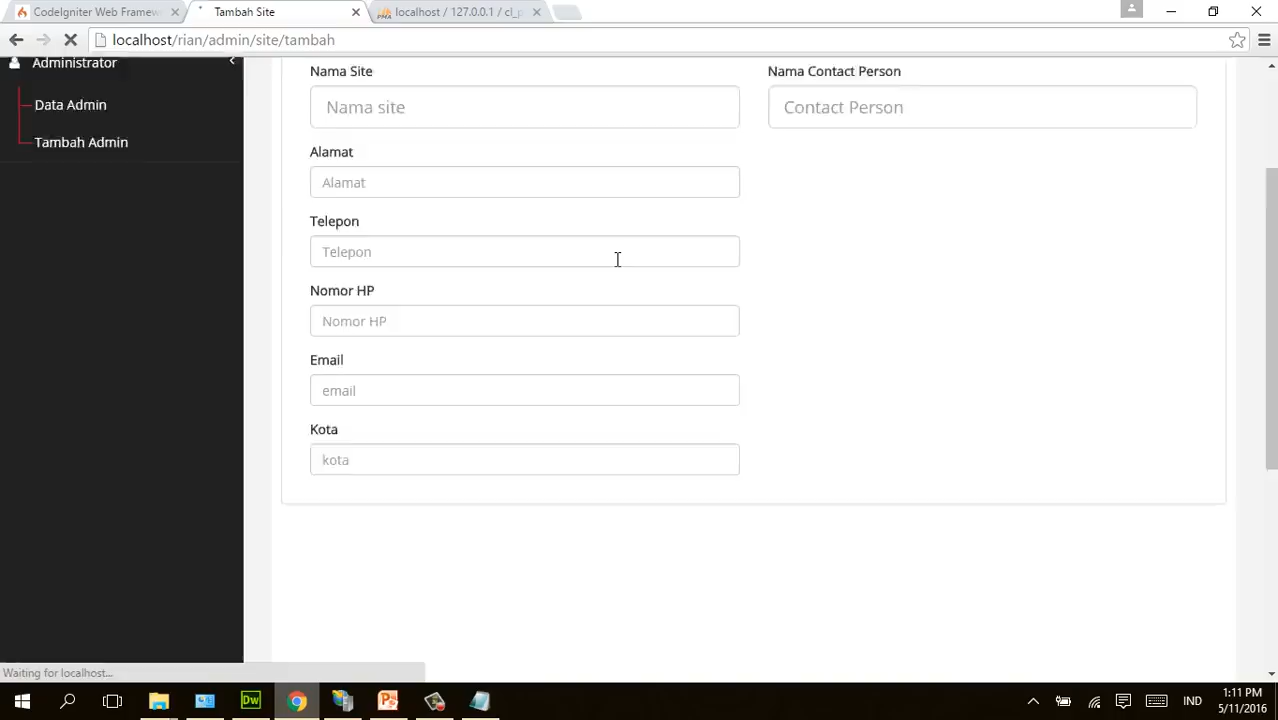 CodeIgniter Web Framew
Tambah Site
localhost / 127.0.0.1 / cl_p
localhost/rian/admin/site/tambah
Administrator
Data Admin
Tambah Admin
Nama Site
Nama Contact Person
Nama site
Contact Person
Alamat
Alamat
Telepon
Telepon
Nomor HP
Nomor HP
Email
email
Kota
kota
Waiting for localhost...
Dw
IND
1:11 PM
5/11/2016